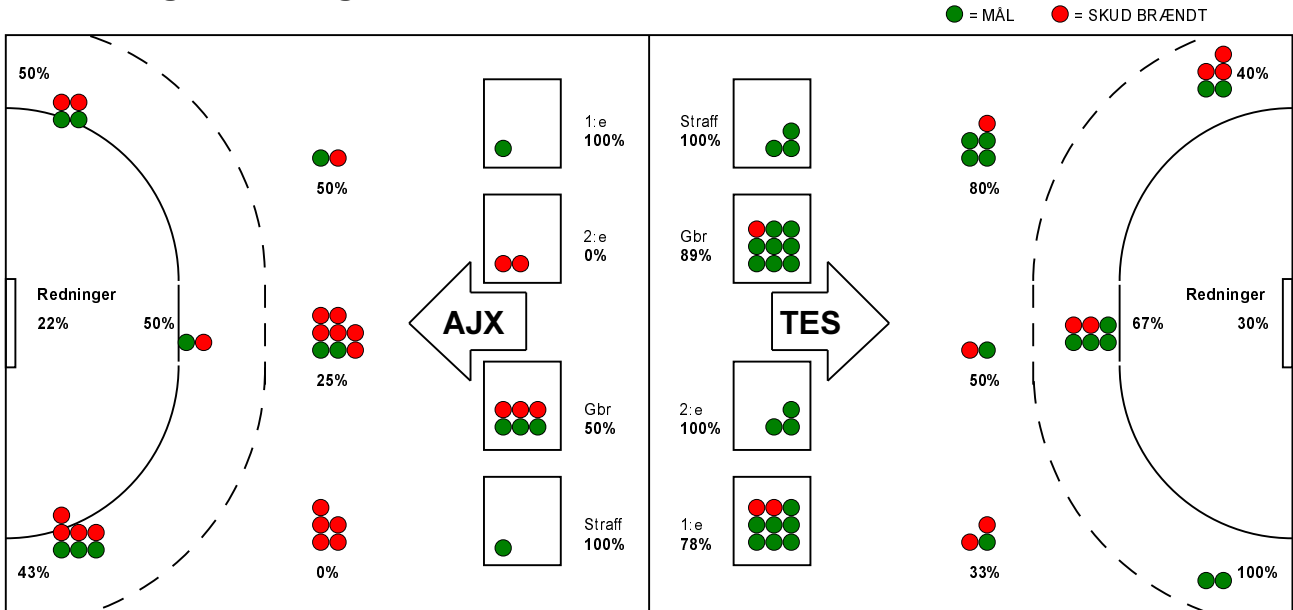 = MÅL = SKUD BRÆNDT
50%
40%
1:e
100%
Straff
100%
50%
80%
2:e
0%
Gbr
89%
Redninger
22%
50%
AJX
TES
67%
Redninger
30%
25%
50%
Gbr
50%
2:e
100%
Straff
100%
1:e
78%
43%
0%
33%
100%